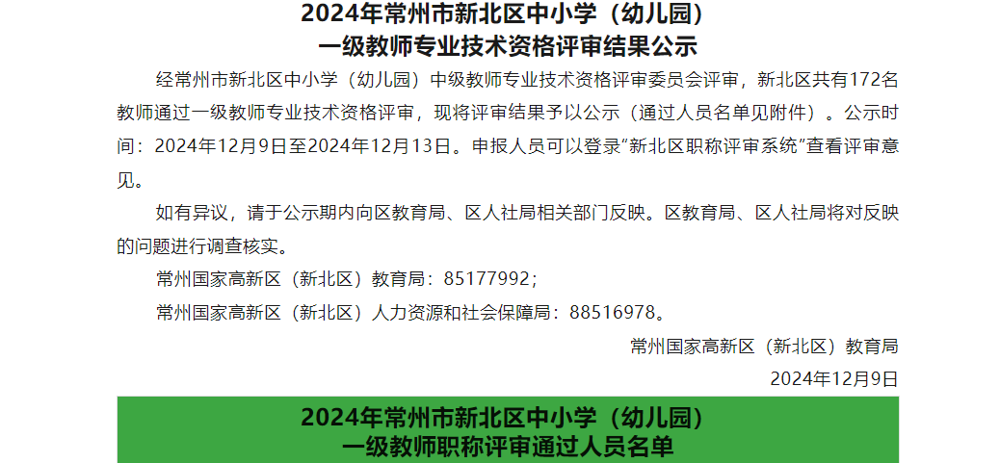 2024年常州市新北区中小学（幼儿园）
一级教师专业技术资格评审结果公示
经常州市新北区中小学（幼儿园）中级教师专业技术资格评审委员会评审，新北区共有172名
教师通过一级教师专业技术资格评审，现将评审结果予以公示（通过人员名单见附件）。公示时
间：2024年12月9日至2024年12月13日。申报人员可以登录“新北区职称评审系统”查看评审意
见。
如有异议，请于公示期内向区教育局、区人社局相关部门反映。区教育局、区人社局将对反映
的问题进行调查核实。
常州国家高新区（新北区）教育局：85177992；
常州国家高新区（新北区）人力资源和社会保障局：88516978。
常州国家高新区（新北区）教育局
2024年12月9日
2024年常州市新北区中小学（幼儿园）
一级教师职称评审通过人员名单